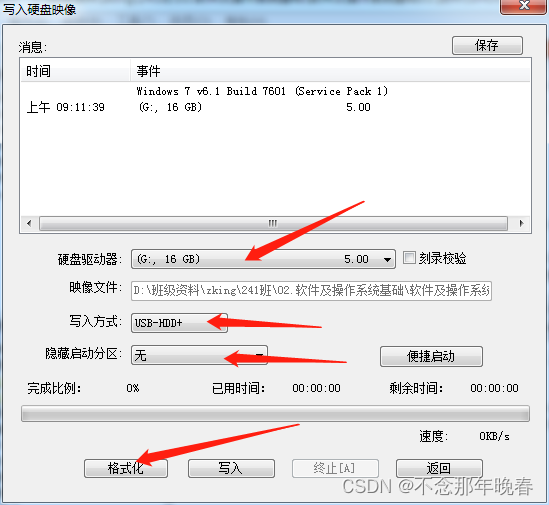 写入硬盘映像
消息:
保存
时间 事件
Windows 7 v6.1 Build 7601 (Service Pack 1)
上午 09:11:39 (G:, 16 GB) 5.00
硬盘驱动器: (G:, 16 GB) 5.00 刻录校验
映像文件: D:\班级资料\zking\241班\02.软件及操作系统基础\软件及操作系统
写入方式: USB-HDD+
隐藏启动分区: 无 便捷启动
完成比例: 0% 已用时间: 00:00:00 剩余时间: 00:00:00
速度: 0KB/s
格式化 写入 终止[A] 返回
CSDN @不念那年晚春